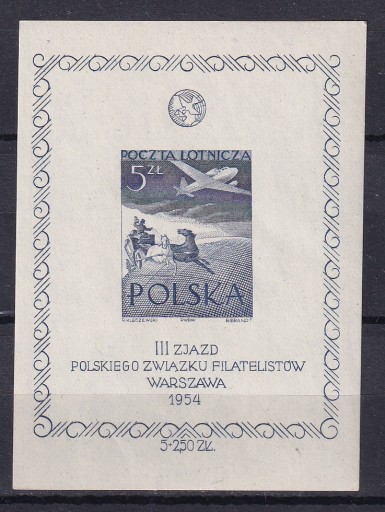 POCZTA LOTNICZA
5 ZŁ
POLSKA
III ZJAZD
POLSKIEGO ZWIĄZKU FILATELISTÓW
WARSZAWA
1954
5+2,50 ZŁ.